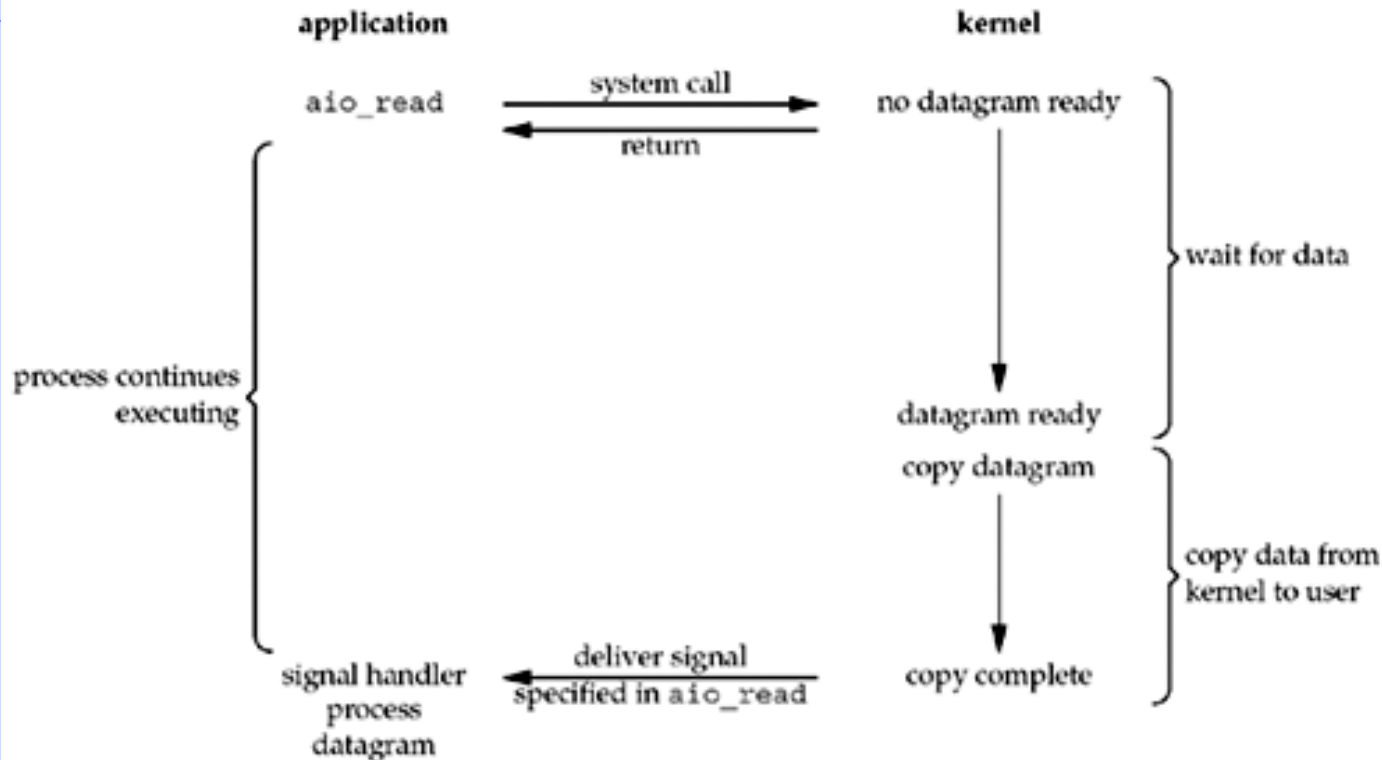 application
kernel
aio_read
system call
no datagram ready
return
wait for data
process continues
executing
datagram ready
copy datagram
copy data from
kernel to user
deliver signal
signal handler
specified in aio_read
copy complete
process
datagram